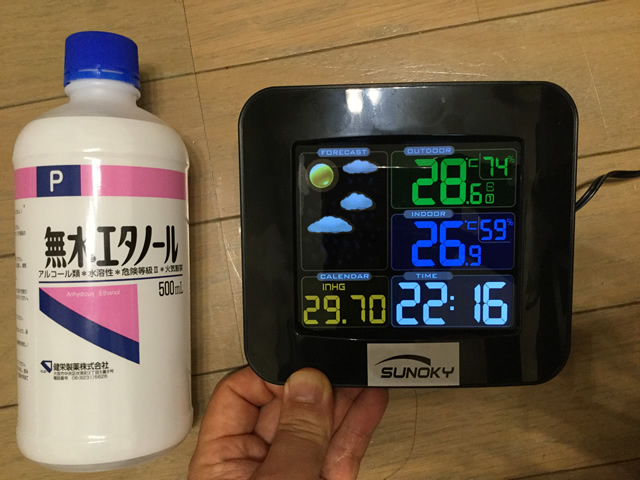 P
無水エタノール
アルコール類*水溶性*危険等級Ⅱ*火気厳禁
500mL
Anhydrous Ethanol
健栄製薬株式会社
FORECAST
OUTDOOR
28.6℃ 74%
INDOOR
26.9℃ 59%
CALENDAR
INHG
29.70
TIME
22:16
SUNOKY